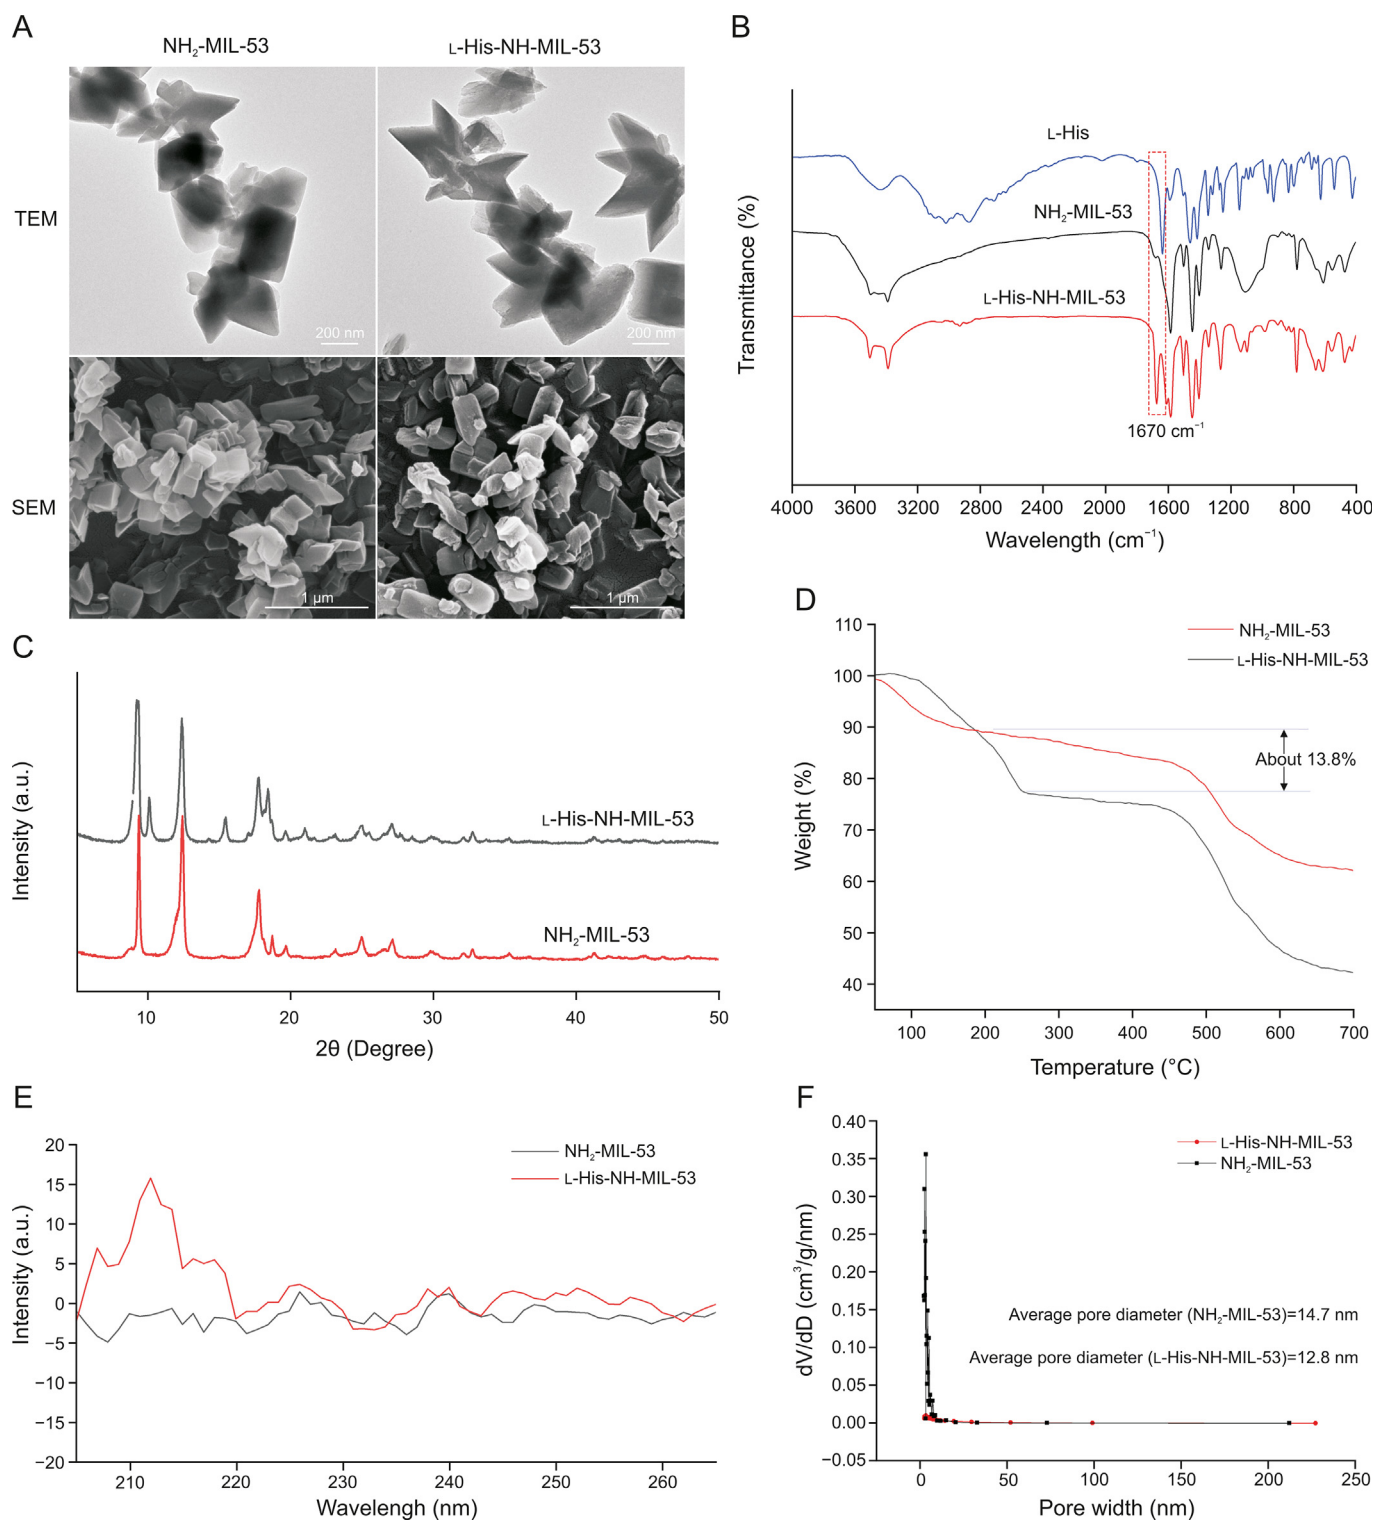 A
NH₂-MIL-53
L-His-NH-MIL-53
TEM
200 nm
200 nm
SEM
1 μm
1 μm
B
Transmittance (%)
L-His
NH₂-MIL-53
L-His-NH-MIL-53
1670 cm⁻¹
4000 3600 3200 2800 2400 2000 1600 1200 800 400
Wavelength (cm⁻¹)
C
Intensity (a.u.)
L-His-NH-MIL-53
NH₂-MIL-53
10 20 30 40 50
2θ (Degree)
D
Weight (%)
110
100
90
80
70
60
50
40
NH₂-MIL-53
L-His-NH-MIL-53
About 13.8%
100 200 300 400 500 600 700
Temperature (°C)
E
Intensity (a.u.)
20
15
10
5
0
−5
−10
−15
−20
NH₂-MIL-53
L-His-NH-MIL-53
210 220 230 240 250 260
Wavelengh (nm)
F
dV/dD (cm³/g/nm)
0.40
0.35
0.30
0.25
0.20
0.15
0.10
0.05
0.00
−0.05
L-His-NH-MIL-53
NH₂-MIL-53
Average pore diameter (NH₂-MIL-53)=14.7 nm
Average pore diameter (L-His-NH-MIL-53)=12.8 nm
0 50 100 150 200 250
Pore width (nm)